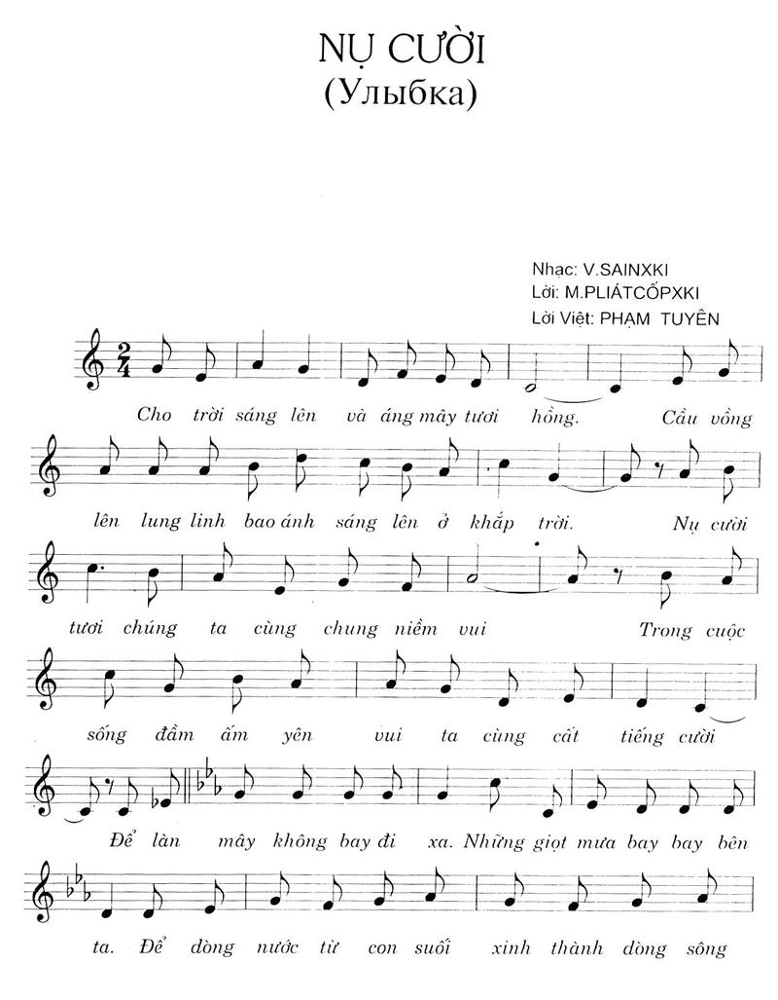 NỤ CƯỜI
(Улыбка)
Nhạc: V.SAINXKI
Lời: M.PLIÁTCỐPXKI
Lời Việt: PHẠM TUYÊN
2
4
Cho trời sáng lên và áng mây tươi hồng. Cầu vồng
lên lung linh bao ánh sáng lên ở khắp trời. Nụ cười
tươi chúng ta cùng chung niềm vui Trong cuộc
sống đầm ấm yên vui ta cùng cất tiếng cười
Để làn mây không bay đi xa. Những giọt mưa bay bay bên
ta. Để dòng nước từ con suối xinh thành dòng sông